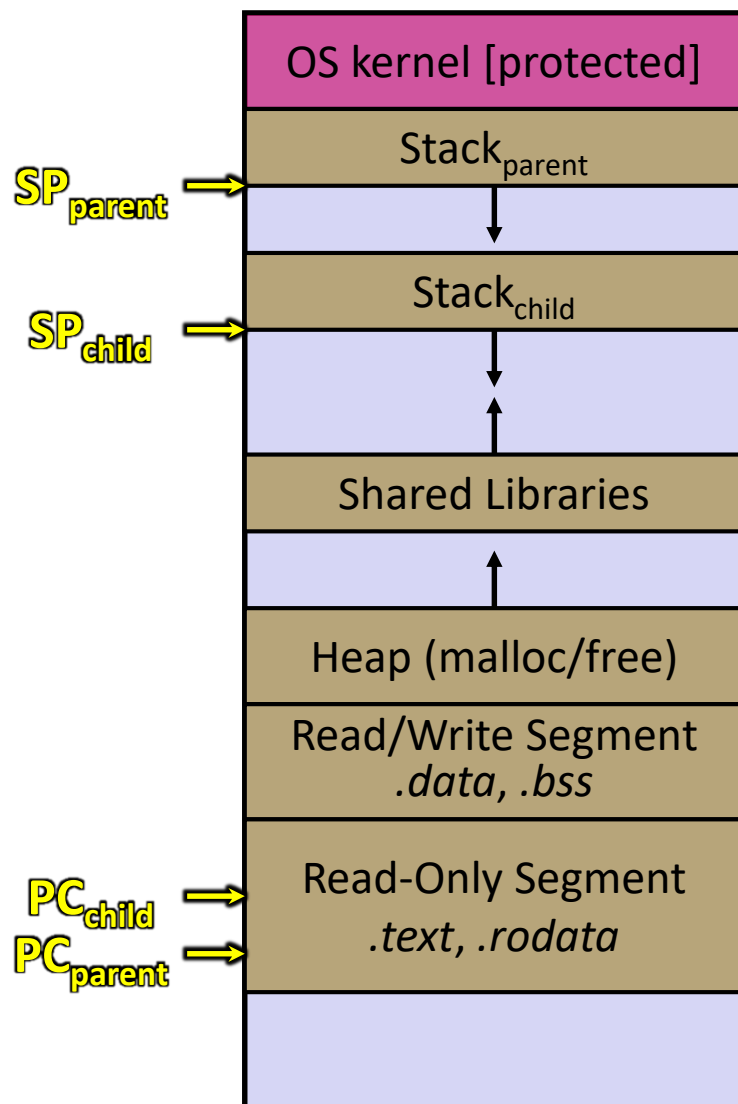 OS kernel [protected]
Stackparent
SPparent
Stackchild
SPchild
Shared Libraries
Heap (malloc/free)
Read/Write Segment
.data, .bss
Read-Only Segment
PCchild
.text, .rodata
PCparent